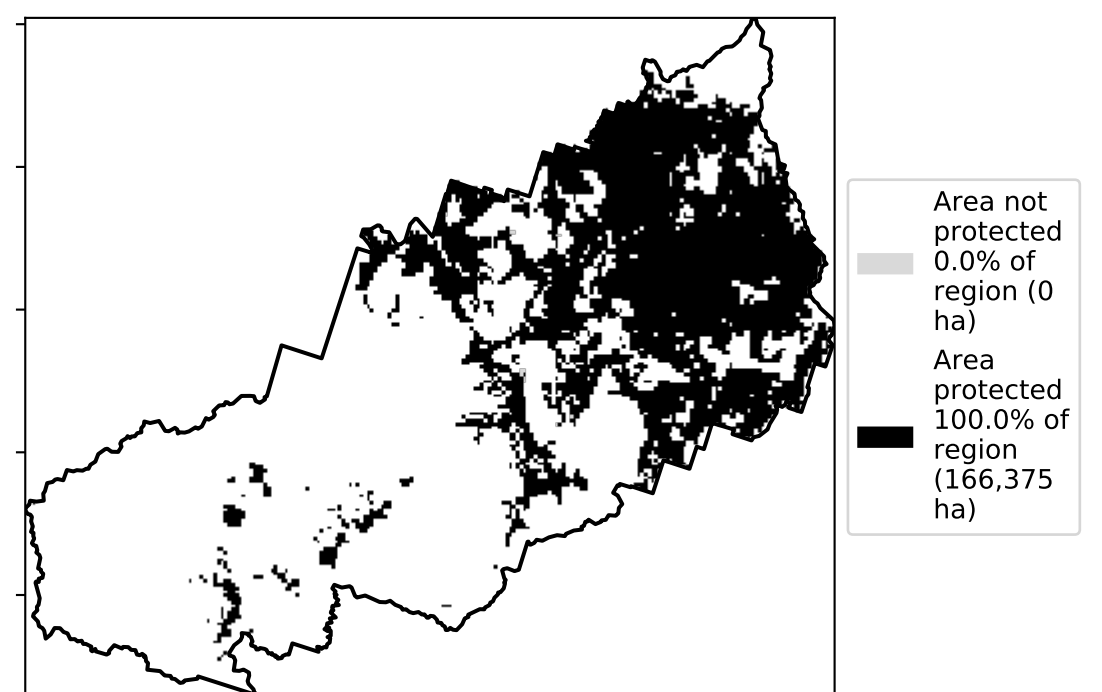 Area not
protected
0.0% of
region (0
ha)
Area
protected
100.0% of
region
(166,375
ha)